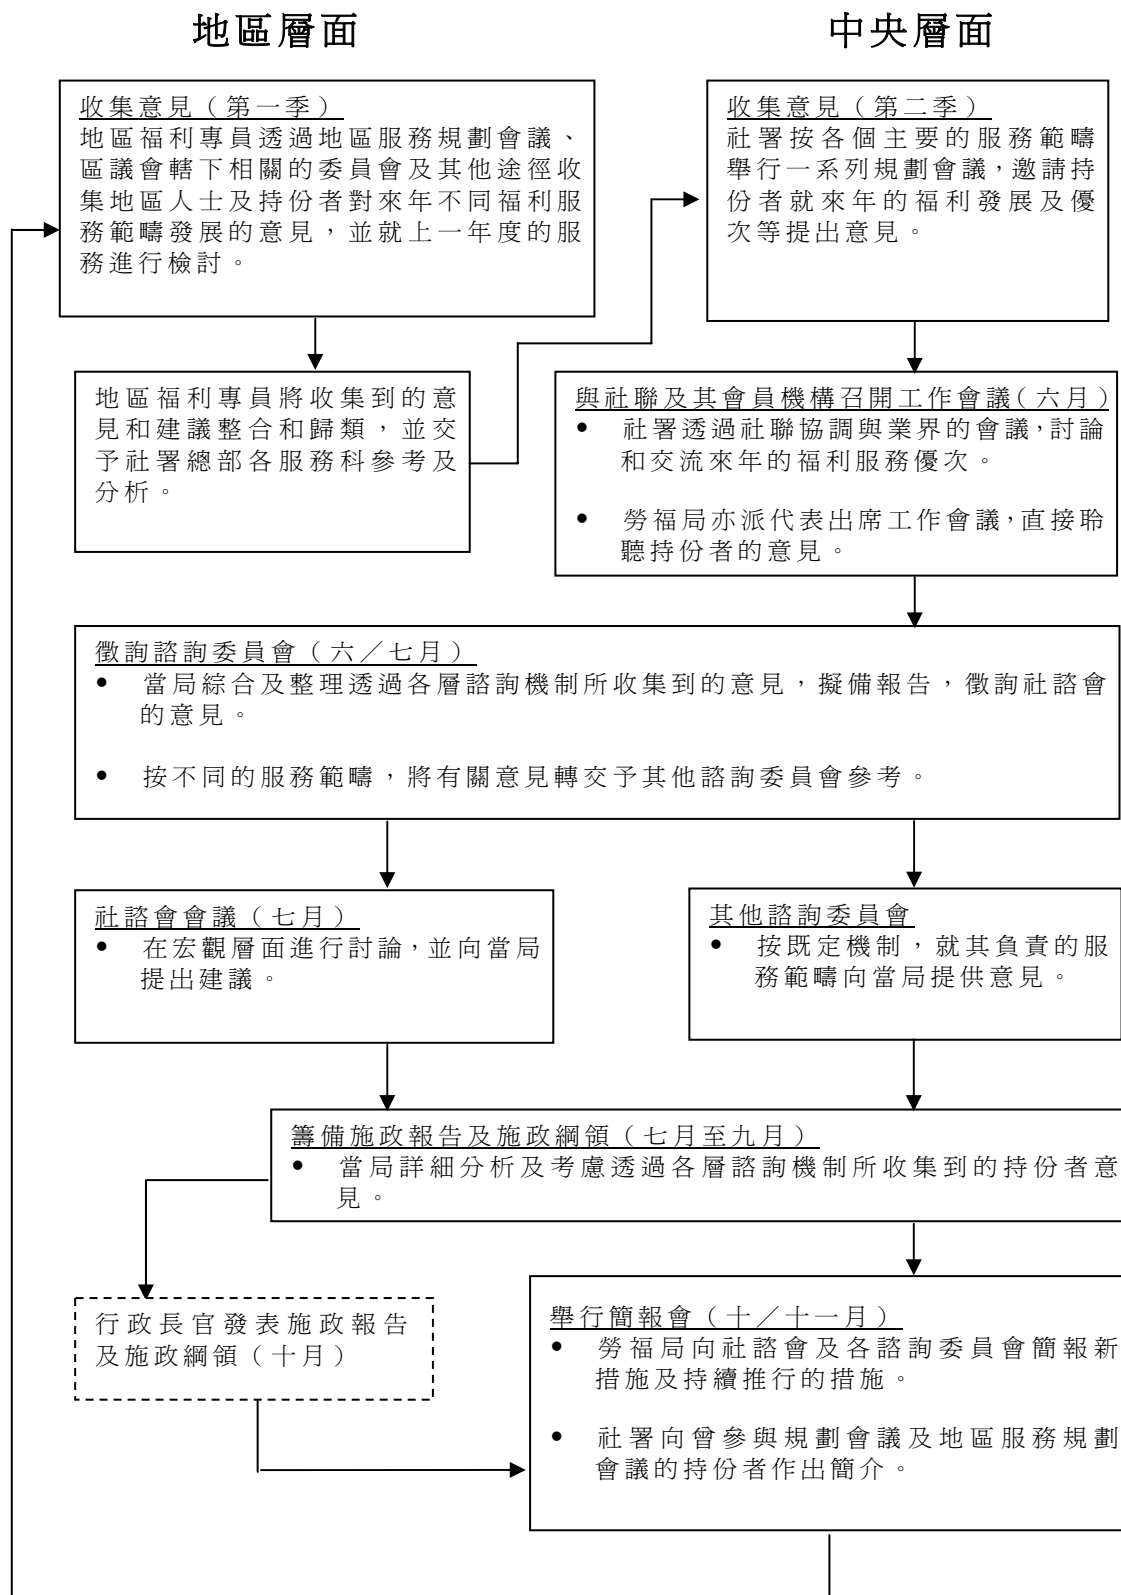 地區層面
中央層面
收集意見（第一季）
地區福利專員透過地區服務規劃會議、
區議會轄下相關的委員會及其他途徑收
集地區人士及持份者對來年不同福利服
務範疇發展的意見，並就上一年度的服
務進行檢討。
收集意見（第二季）
社署按各個主要的服務範疇
舉行一系列規劃會議，邀請持
份者就來年的福利發展及優
次等提出意見。
地區福利專員將收集到的意
見和建議整合和歸類，並交
予社署總部各服務科參考及
分析。
與社聯及其會員機構召開工作會議（六月）
● 社署透過社聯協調與業界的會議，討論
和交流來年的福利服務優次。
● 勞福局亦派代表出席工作會議，直接聆
聽持份者的意見。
徵詢諮詢委員會（六／七月）
● 當局綜合及整理透過各層諮詢機制所收集到的意見，擬備報告，徵詢社諮會
的意見。
● 按不同的服務範疇，將有關意見轉交予其他諮詢委員會參考。
社諮會會議（七月）
● 在宏觀層面進行討論，並向當局
提出建議。
其他諮詢委員會
● 按既定機制，就其負責的服
務範疇向當局提供意見。
籌備施政報告及施政綱領（七月至九月）
● 當局詳細分析及考慮透過各層諮詢機制所收集到的持份者意
見。
行政長官發表施政報告
及施政綱領（十月）
舉行簡報會（十／十一月）
● 勞福局向社諮會及各諮詢委員會簡報新
措施及持續推行的措施。
● 社署向曾參與規劃會議及地區服務規劃
會議的持份者作出簡介。